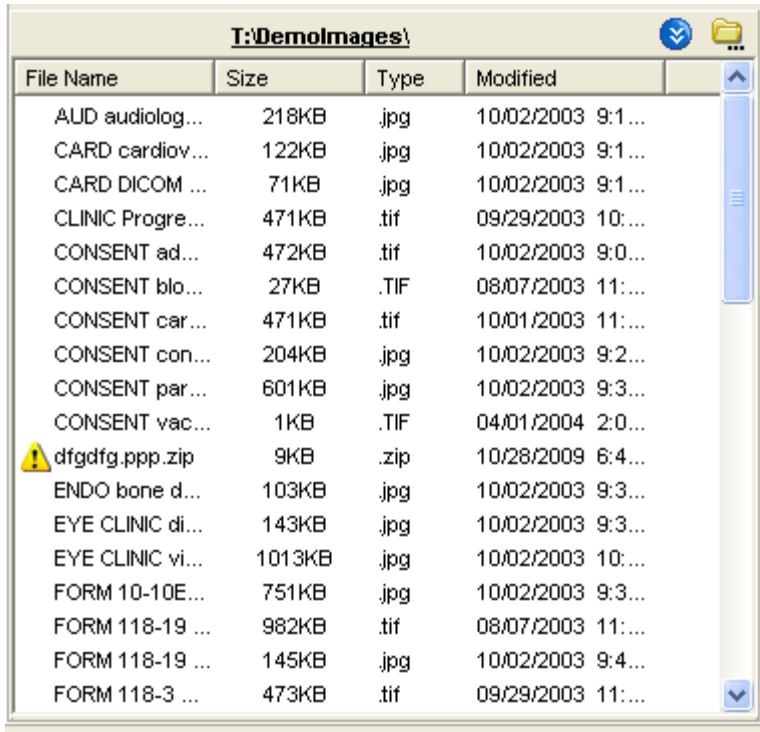 T:\DemoImages\
File Name Size Type Modified
AUD audiolog... 218KB .jpg 10/02/2003 9:1...
CARD cardiov... 122KB .jpg 10/02/2003 9:1...
CARD DICOM ... 71KB .jpg 10/02/2003 9:1...
CLINIC Progre... 471KB .tif 09/29/2003 10:...
CONSENT ad... 472KB .tif 10/02/2003 9:0...
CONSENT blo... 27KB .TIF 08/07/2003 11:...
CONSENT car... 471KB .tif 10/01/2003 11:...
CONSENT con... 204KB .jpg 10/02/2003 9:2...
CONSENT par... 601KB .jpg 10/02/2003 9:3...
CONSENT vac... 1KB .TIF 04/01/2004 2:0...
dfgdfg.ppp.zip 9KB .zip 10/28/2009 6:4...
ENDO bone d... 103KB .jpg 10/02/2003 9:3...
EYE CLINIC di... 143KB .jpg 10/02/2003 9:3...
EYE CLINIC vi... 1013KB .jpg 10/02/2003 10:...
FORM 10-10E... 751KB .jpg 10/02/2003 9:3...
FORM 118-19 ... 982KB .tif 08/07/2003 11:...
FORM 118-19 ... 145KB .jpg 10/02/2003 9:4...
FORM 118-3 ... 473KB .tif 09/29/2003 11:...